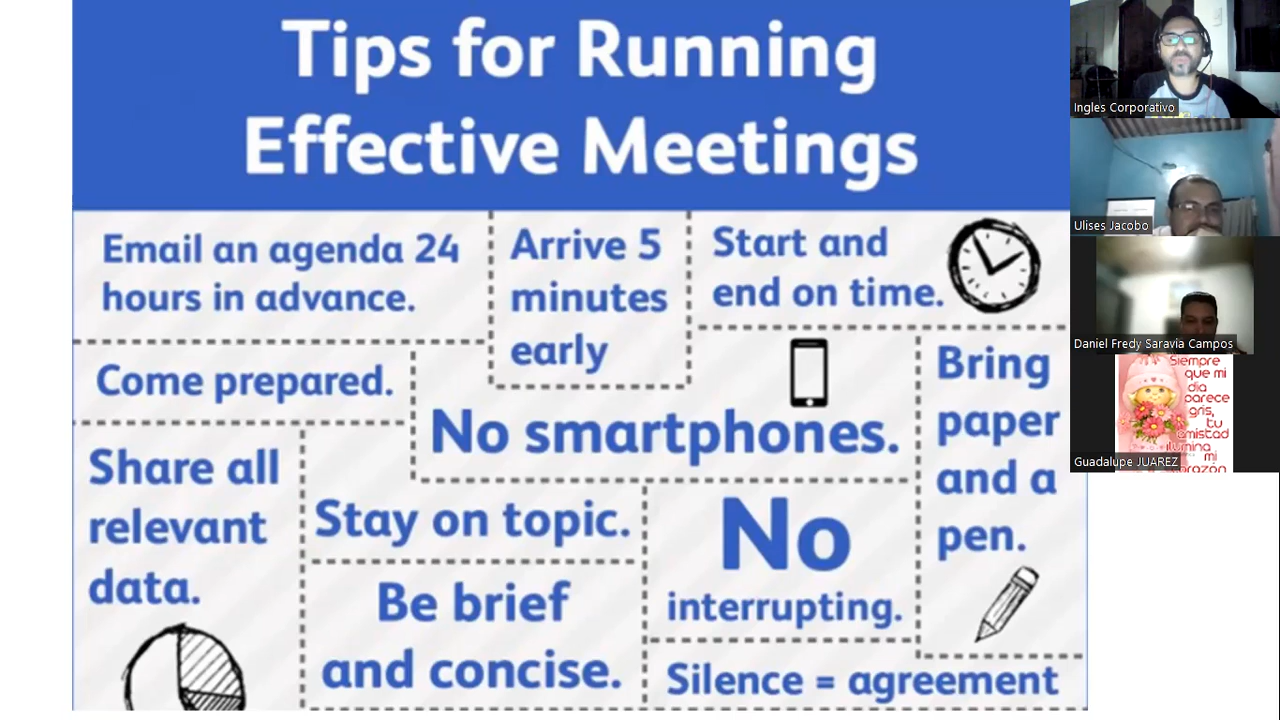 Tips for Running
Effective Meetings
Email an agenda 24
hours in advance.
Arrive 5
minutes
early
Start and
end on time.
Come prepared.
No smartphones.
Bring
paper
and a
pen.
Share all
relevant
data.
Stay on topic.
No
interrupting.
Be brief
and concise.
Silence = agreement
Ingles Corporativo
Ulises Jacobo
Daniel Fredy Saravia Campos
Siempre
que mi
dia
parece
gris,
tu
amistad
ilumina
mi
corazón
Guadalupe JUAREZ